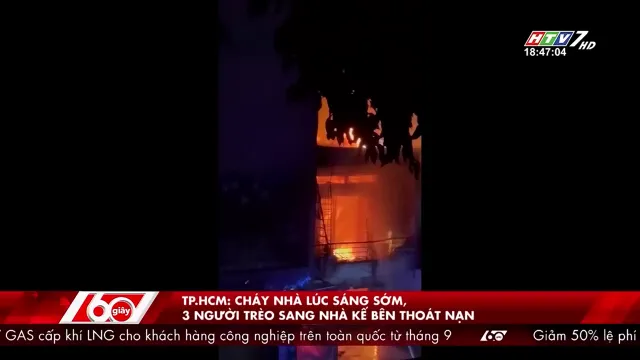 HTV7 HD
18:47:04
60 giây
TP.HCM: CHÁY NHÀ LÚC SÁNG SỚM,
3 NGƯỜI TRÈO SANG NHÀ KẾ BÊN THOÁT NẠN
GAS cấp khí LNG cho khách hàng công nghiệp trên toàn quốc từ tháng 9 60 Giảm 50% lệ phí